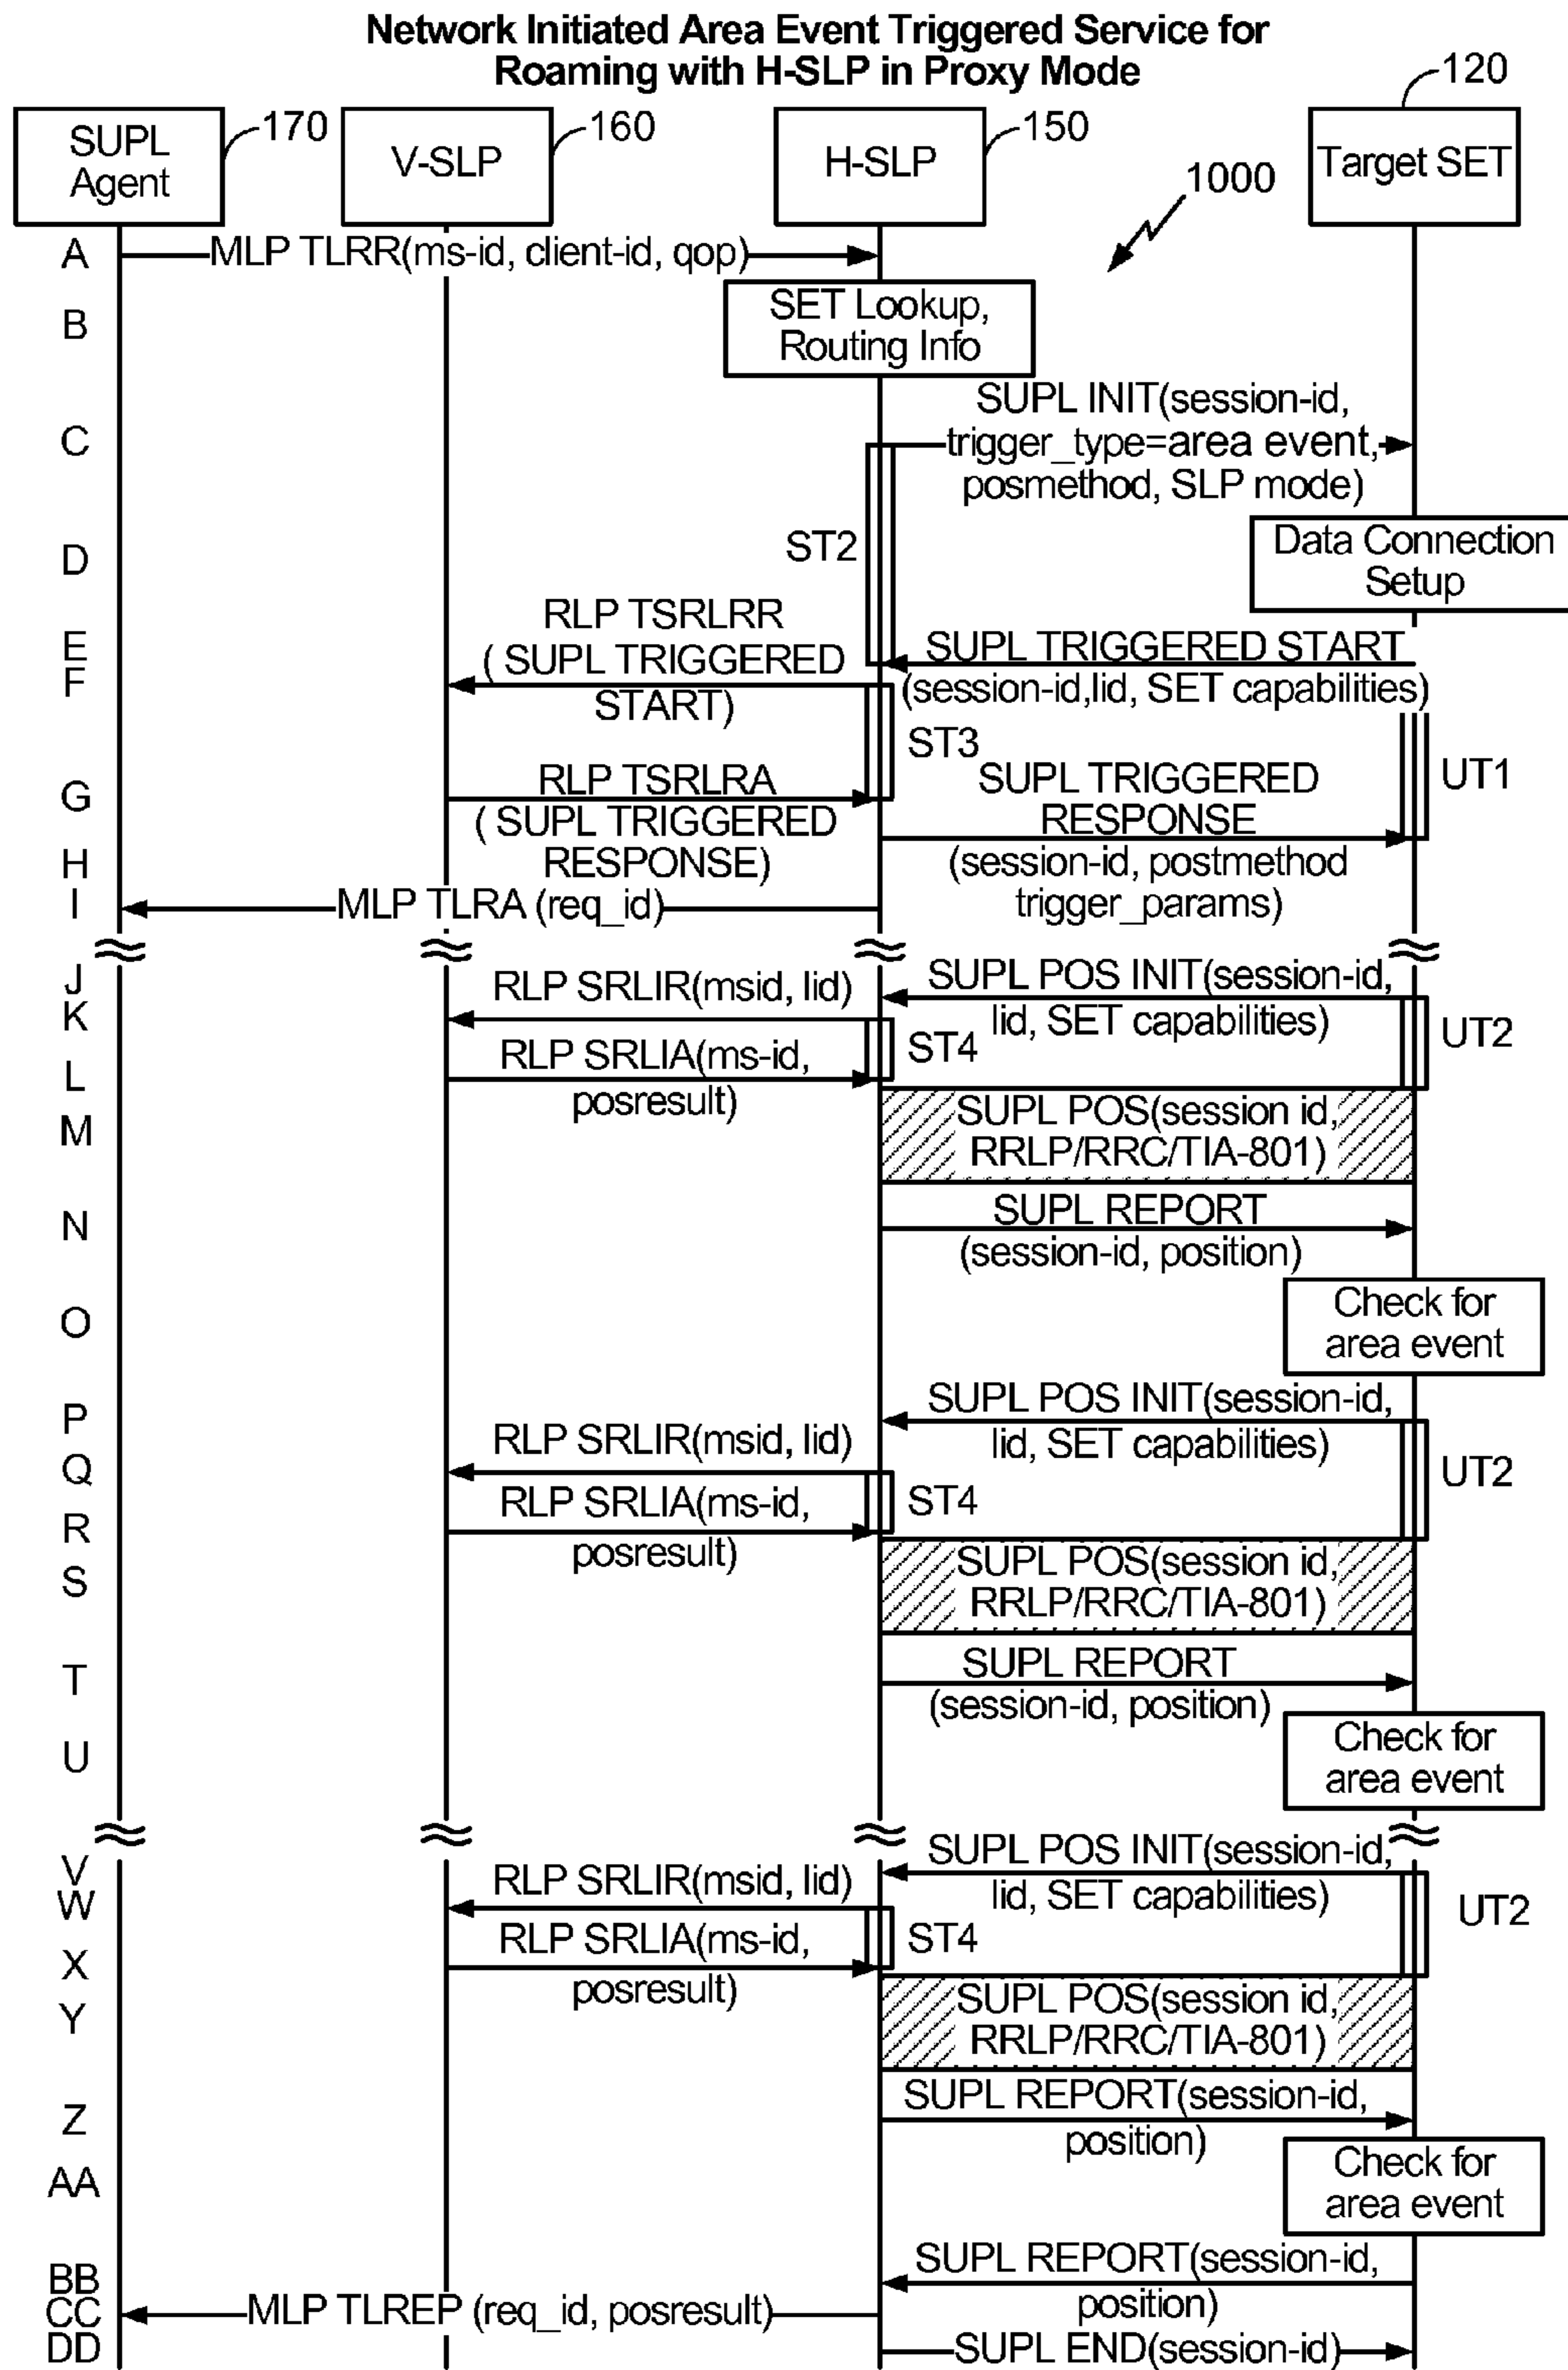 Network Initiated Area Event Triggered Service for
Roaming with H-SLP in Proxy Mode
SUPL
Agent
170
V-SLP
160
H-SLP
150
Target SET
120
1000
A
MLP TLRR(ms-id, client-id, qop)
B
SET Lookup,
Routing Info
C
SUPL INIT(session-id,
trigger_type=area event,
posmethod, SLP mode)
D
ST2
Data Connection
Setup
E
SUPL TRIGGERED START
(session-id,lid, SET capabilities)
F
RLP TSRLRR
( SUPL TRIGGERED
START)
ST3
UT1
G
RLP TSRLRA
( SUPL TRIGGERED
RESPONSE)
H
SUPL TRIGGERED
RESPONSE
(session-id, postmethod
trigger_params)
I
MLP TLRA (req_id)
J
SUPL POS INIT(session-id,
lid, SET capabilities)
K
RLP SRLIR(msid, lid)
ST4
UT2
L
RLP SRLIA(ms-id,
posresult)
M
SUPL POS(session id,
RRLP/RRC/TIA-801)
N
SUPL REPORT
(session-id, position)
O
Check for
area event
P
SUPL POS INIT(session-id,
lid, SET capabilities)
Q
RLP SRLIR(msid, lid)
ST4
UT2
R
RLP SRLIA(ms-id,
posresult)
S
SUPL POS(session id,
RRLP/RRC/TIA-801)
T
SUPL REPORT
(session-id, position)
U
Check for
area event
V
SUPL POS INIT(session-id,
lid, SET capabilities)
W
RLP SRLIR(msid, lid)
ST4
UT2
X
RLP SRLIA(ms-id,
posresult)
Y
SUPL POS(session id,
RRLP/RRC/TIA-801)
Z
SUPL REPORT(session-id,
position)
AA
Check for
area event
BB
SUPL REPORT(session-id,
position)
CC
MLP TLREP (req_id, posresult)
DD
SUPL END(session-id)